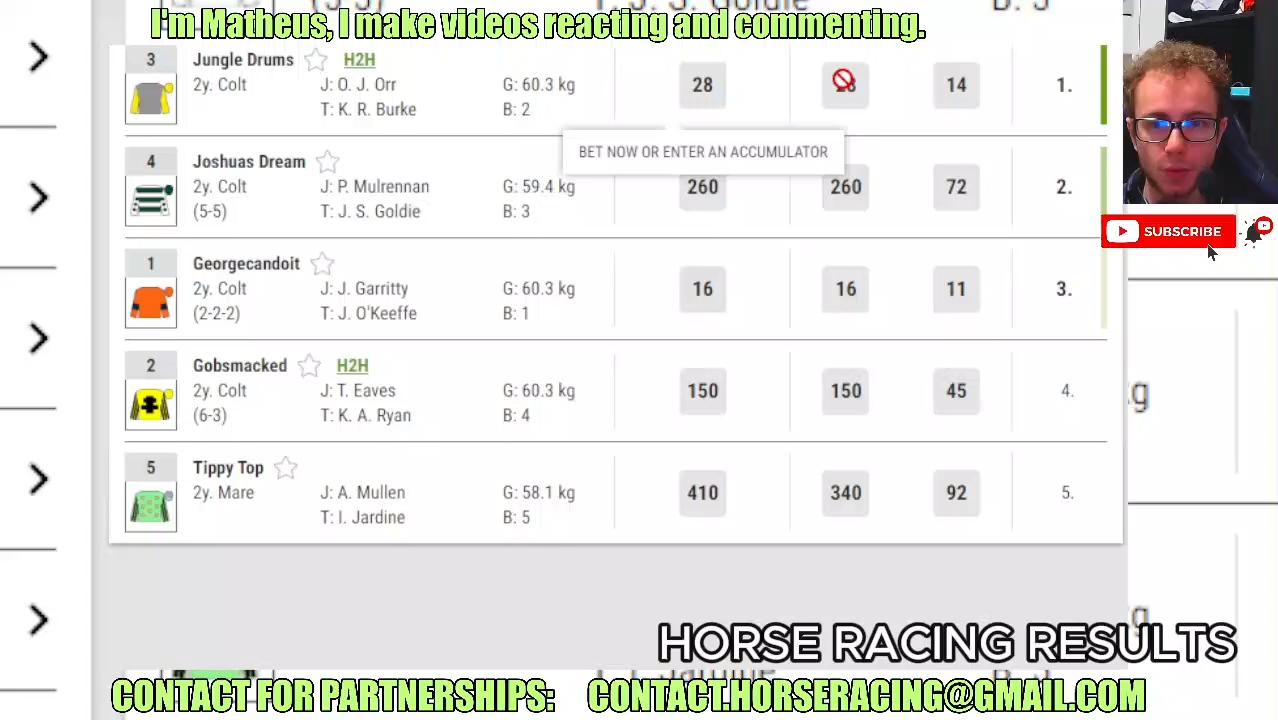 I'm Matheus, I make videos reacting and commenting.
3 Jungle Drums H2H
2y. Colt J: O. J. Orr G: 60.3 kg 28 14 1.
T: K. R. Burke B: 2
BET NOW OR ENTER AN ACCUMULATOR
4 Joshuas Dream
2y. Colt J: P. Mulrennan G: 59.4 kg 260 260 72 2.
(5-5) T: J. S. Goldie B: 3
SUBSCRIBE
1 Georgecandoit
2y. Colt J: J. Garritty G: 60.3 kg 16 16 11 3.
(2-2-2) T: J. O'Keeffe B: 1
2 Gobsmacked H2H
2y. Colt J: T. Eaves G: 60.3 kg 150 150 45 4.
(6-3) T: K. A. Ryan B: 4
5 Tippy Top
2y. Mare J: A. Mullen G: 58.1 kg 410 340 92 5.
T: I. Jardine B: 5
HORSE RACING RESULTS
CONTACT FOR PARTNERSHIPS: CONTACT.HORSERACING@GMAIL.COM